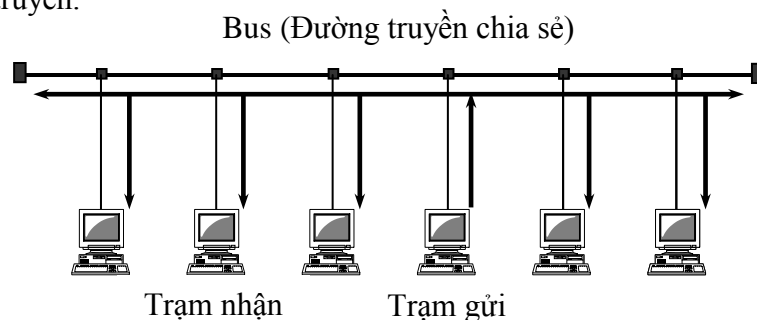 Bus (Đường truyền chia sẻ)
Trạm nhận
Trạm gửi